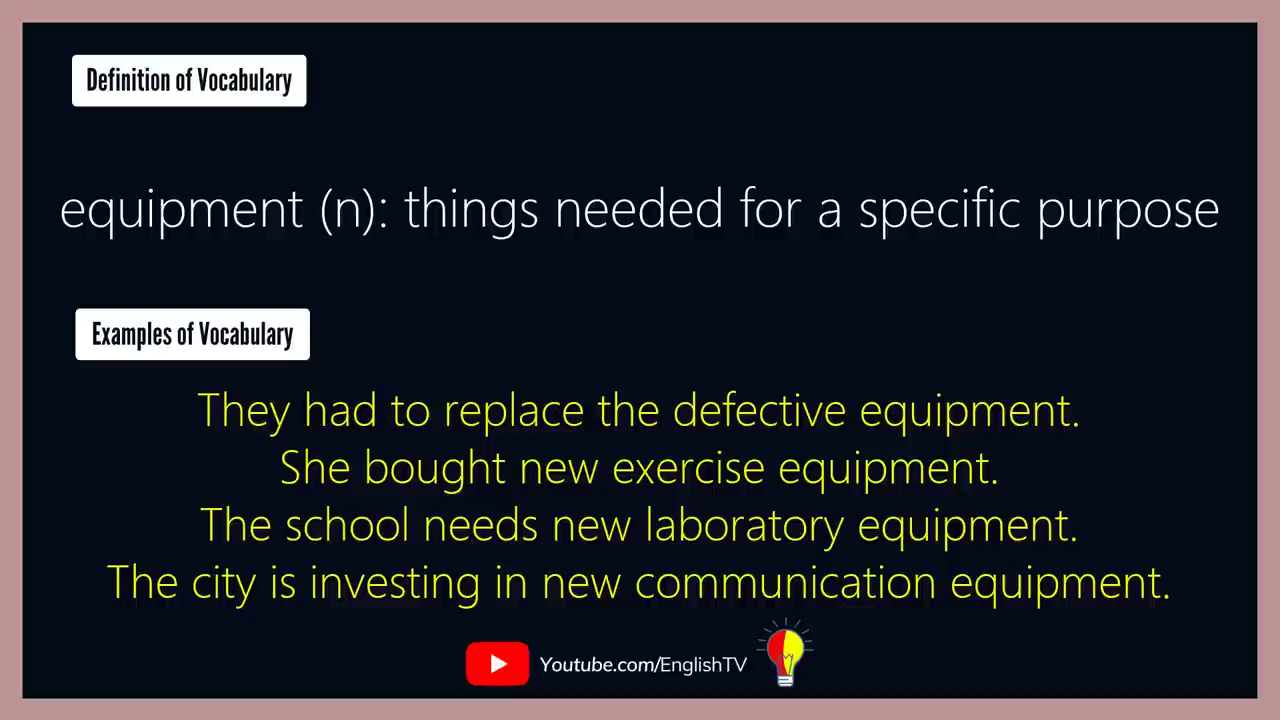 Definition of Vocabulary
equipment (n): things needed for a specific purpose
Examples of Vocabulary
They had to replace the defective equipment.
She bought new exercise equipment.
The school needs new laboratory equipment.
The city is investing in new communication equipment.
Youtube.com/EnglishTV